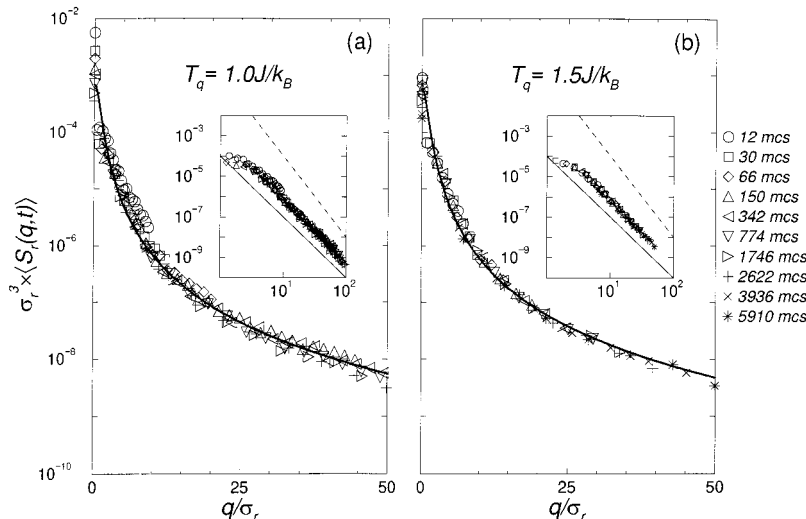 (a)
T_q = 1.0J/k_B
(b)
T_q = 1.5J/k_B
σ_r^3 × ⟨S_r(q,t)⟩
10^-2
10^-4
10^-6
10^-8
10^-10
10^-3
10^-5
10^-7
10^-9
10^1
10^2
10^-3
10^-5
10^-7
10^-9
10^1
10^2
0
25
50
q/σ_r
0
25
50
q/σ_r
12 mcs
30 mcs
66 mcs
150 mcs
342 mcs
774 mcs
1746 mcs
2622 mcs
3936 mcs
5910 mcs